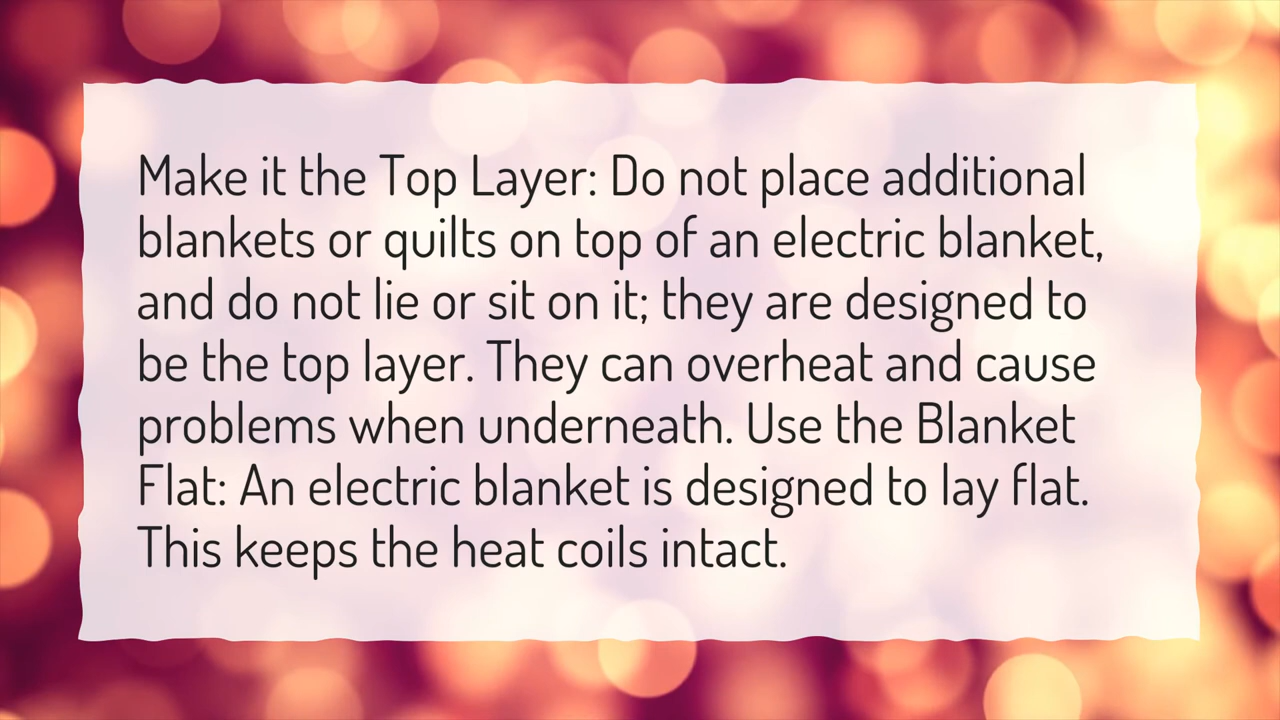 Make it the Top Layer: Do not place additional
blankets or quilts on top of an electric blanket,
and do not lie or sit on it; they are designed to
be the top layer. They can overheat and cause
problems when underneath. Use the Blanket
Flat: An electric blanket is designed to lay flat.
This keeps the heat coils intact.